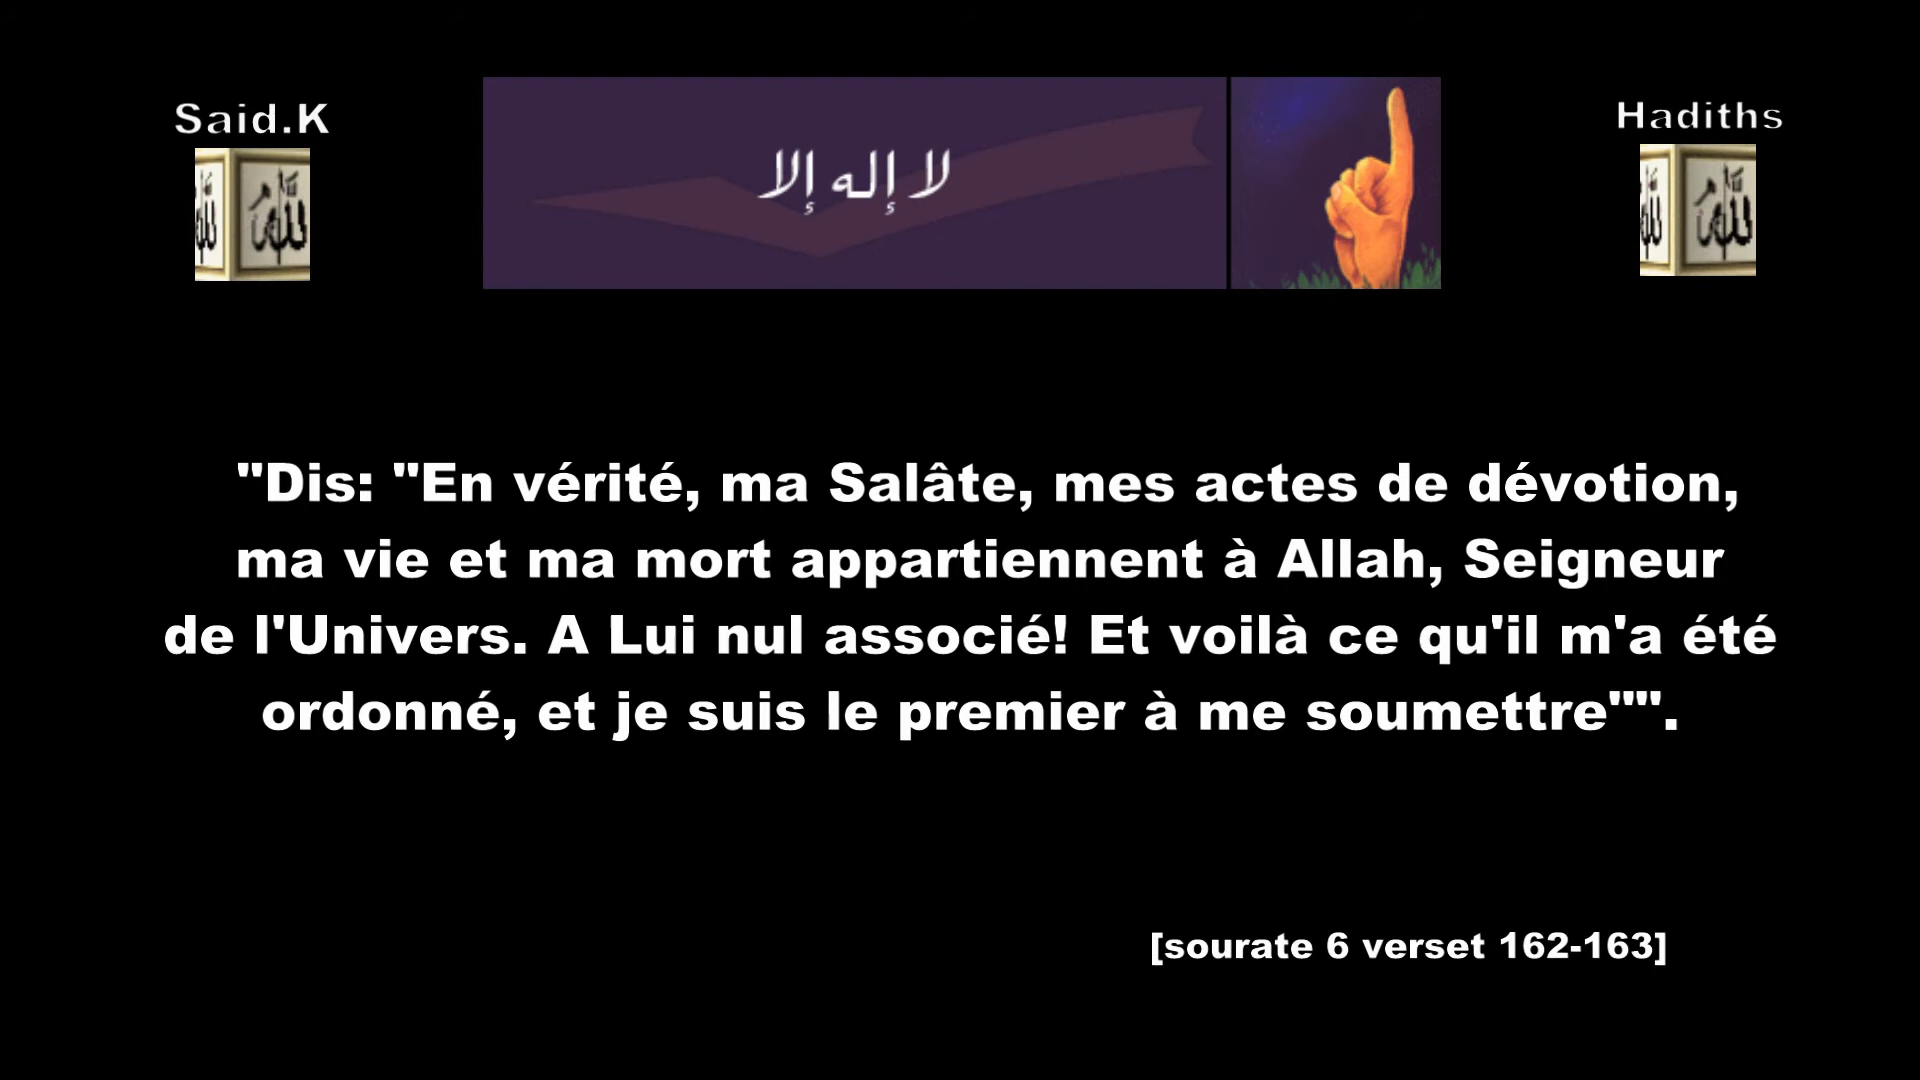 Said.K
لا إله إلا
Hadiths
الله
الله
"Dis: "En vérité, ma Salâte, mes actes de dévotion,
ma vie et ma mort appartiennent à Allah, Seigneur
de l'Univers. A Lui nul associé! Et voilà ce qu'il m'a été
ordonné, et je suis le premier à me soumettre"".
[sourate 6 verset 162-163]